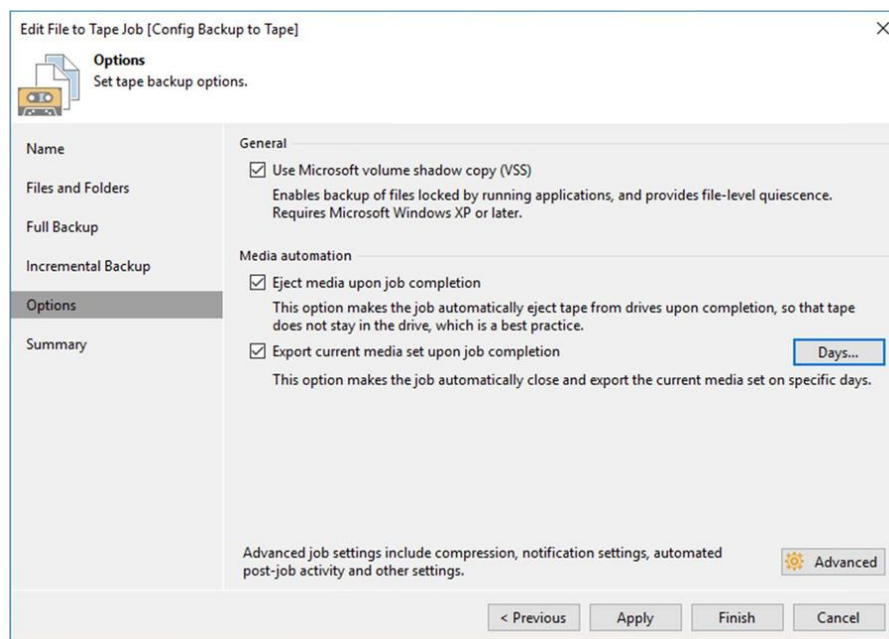 Edit File to Tape Job [Config Backup to Tape]
Options
Set tape backup options.
Name
Files and Folders
Full Backup
Incremental Backup
Options
Summary
General
Use Microsoft volume shadow copy (VSS)
Enables backup of files locked by running applications, and provides file-level quiescence.
Requires Microsoft Windows XP or later.
Media automation
Eject media upon job completion
This option makes the job automatically eject tape from drives upon completion, so that tape
does not stay in the drive, which is a best practice.
Export current media set upon job completion
Days...
This option makes the job automatically close and export the current media set on specific days.
Advanced job settings include compression, notification settings, automated
post-job activity and other settings.
Advanced
< Previous
Apply
Finish
Cancel